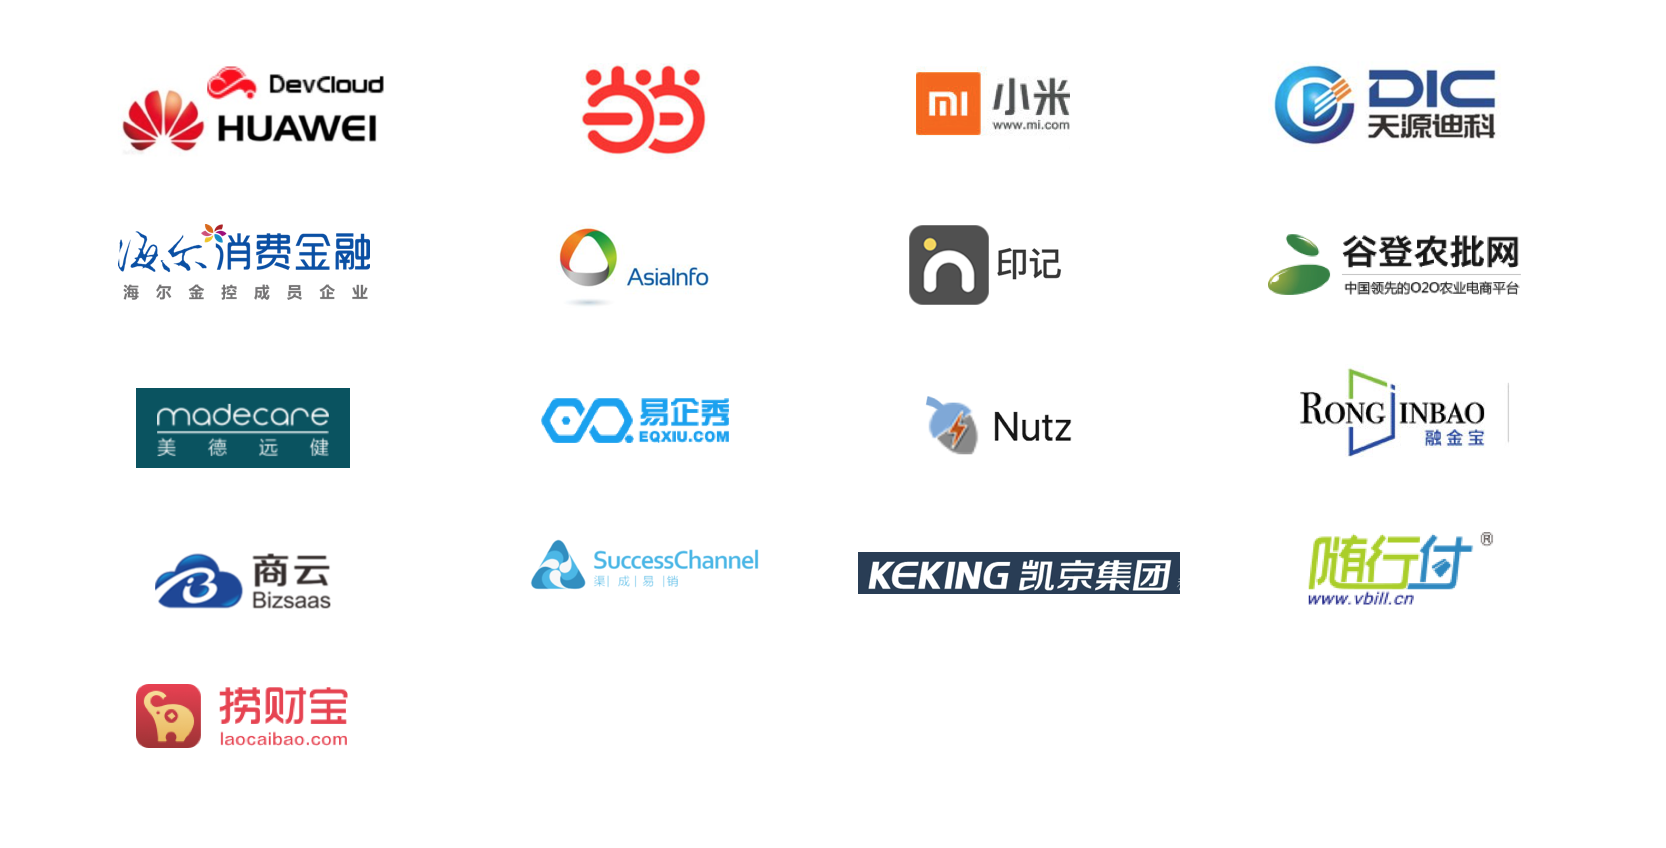 DevCloud
HUAWEI
当当
mi 小米
www.mi.com
DIC
天源迪科
海尔消费金融
海尔金控成员企业
AsiaInfo
印记
谷登农批网
中国领先的O2O农业电商平台
madecare
美德远健
易企秀
EQXIU.COM
Nutz
RONGJINBAO
融金宝
商云
Bizsaas
SuccessChannel
渠|成|易|销
KEKING 凯京集团
随行付®
www.vbill.cn
捞财宝
laocaibao.com